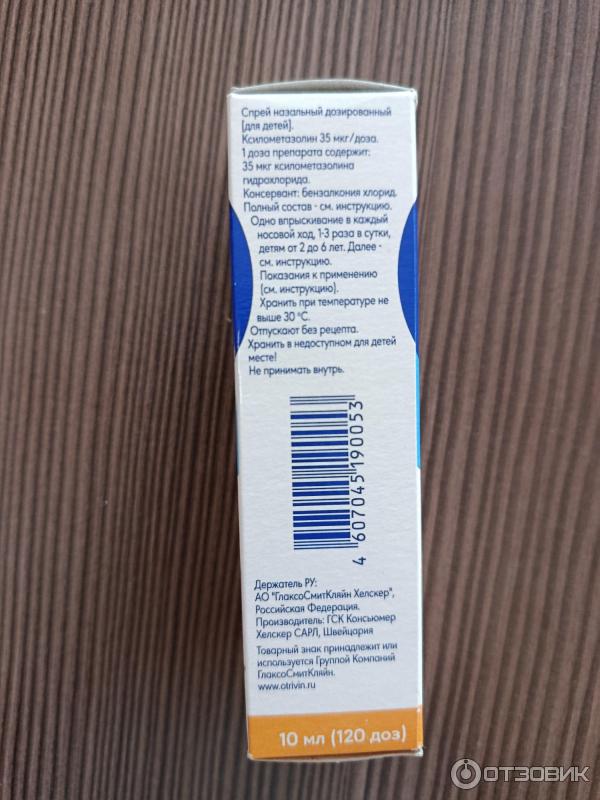 Спрей назальный дозированный
[для детей].
Ксилометазолин 35 мкг/доза.
1 доза препарата содержит:
35 мкг ксилометазолина
гидрохлорида.
Консервант: бензалкония хлорид.
Полный состав - см. инструкцию.
Одно впрыскивание в каждый
носовой ход, 1-3 раза в сутки,
детям от 2 до 6 лет. Далее -
см. инструкцию.
Показания к применению
[см. инструкцию].
Хранить при температуре не
выше 30 °С.
Отпускают без рецепта.
Хранить в недоступном для детей
месте!
Не принимать внутрь.
4 607045 190053
Держатель РУ:
АО "ГлаксоСмитКляйн Хелскер",
Российская Федерация.
Производитель: ГСК Консьюмер
Хелскер САРЛ, Швейцария
Товарный знак принадлежит или
используется Группой Компаний
ГлаксоСмитКляйн.
www.otrivin.ru
10 мл (120 доз)
ОТЗОВИК